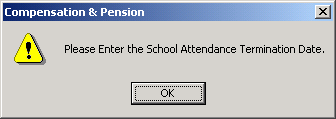 Compensation & Pension
Please Enter the School Attendance Termination Date.
OK